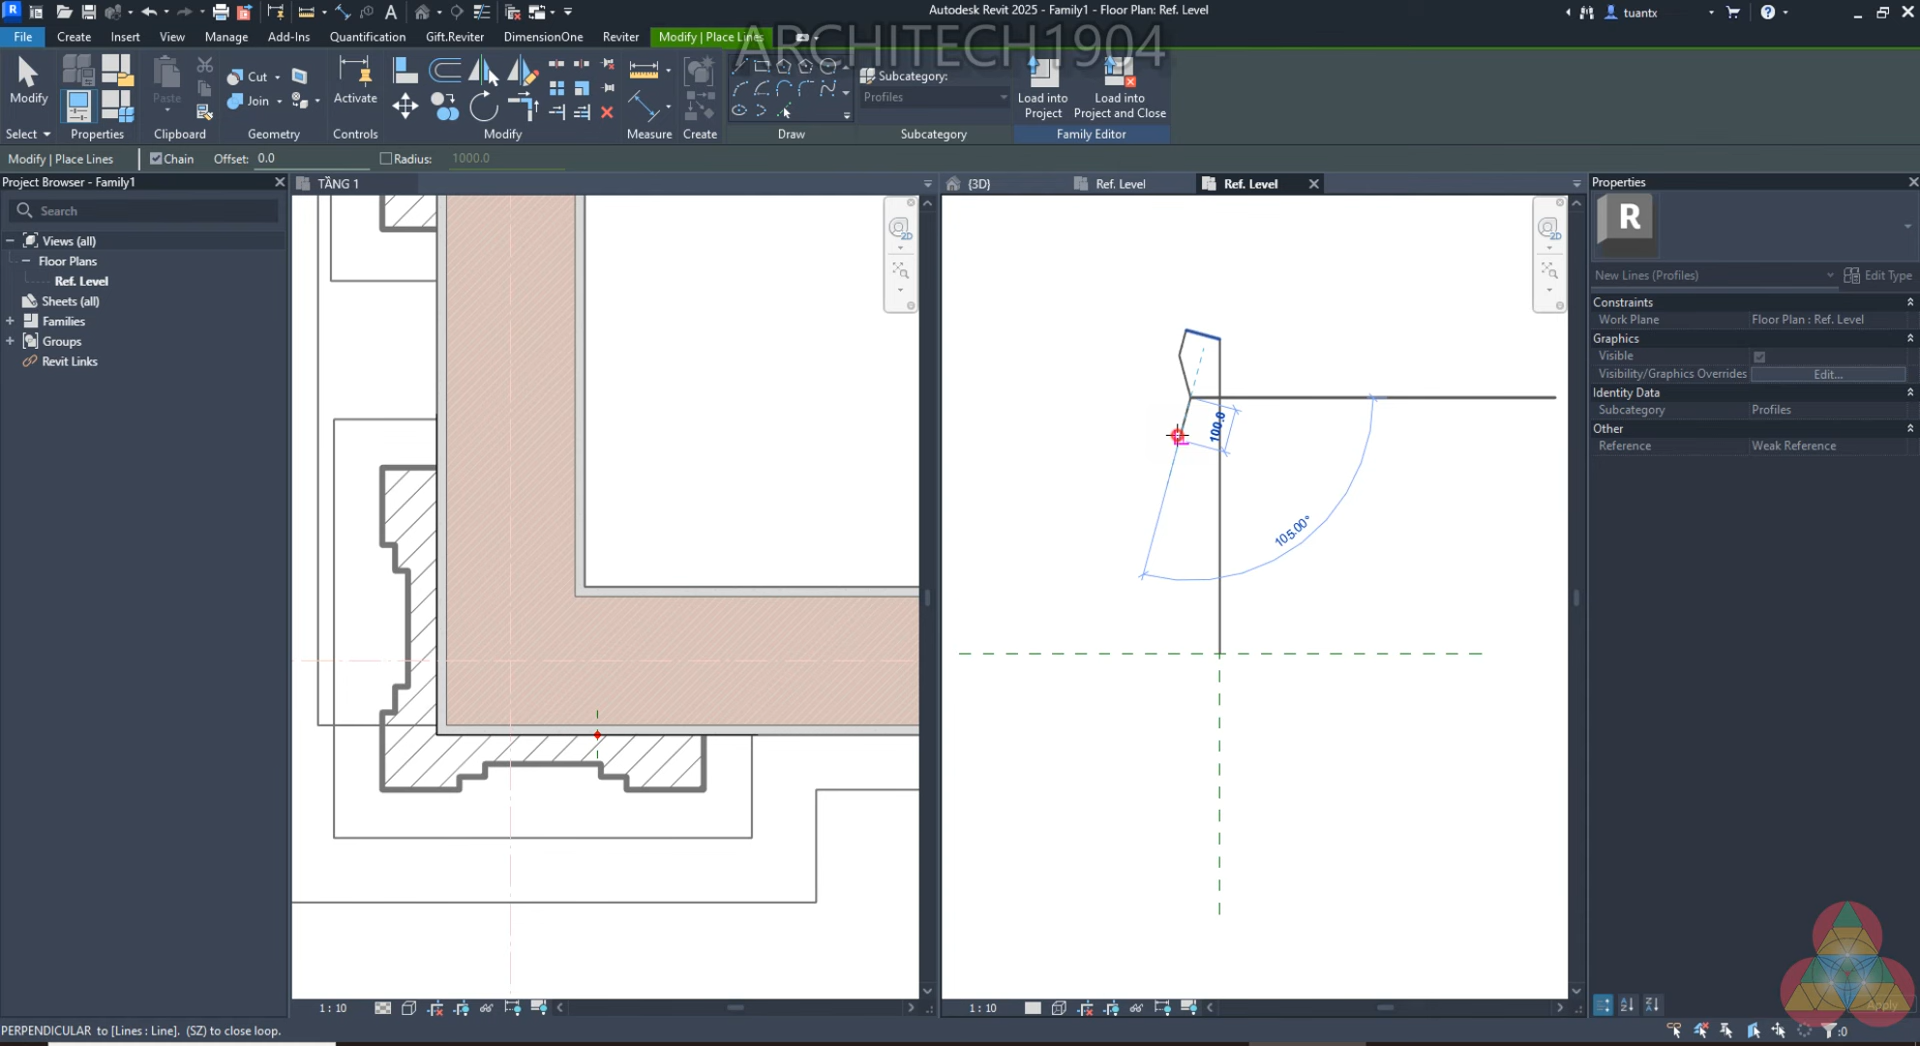 Autodesk Revit 2025 - Family1 - Floor Plan: Ref. Level
tuantx
File Create Insert View Manage Add-Ins Quantification Gift.Reviter DimensionOne Reviter Modify | Place Lines
ARCHITECH1904
Modify
Paste
Cut
Join
Activate
Create
Subcategory:
Profiles
Load into Project
Load into Project and Close
Select Properties Clipboard Geometry Controls Modify Measure Create Draw Subcategory Family Editor
Modify | Place Lines Chain Offset: 0.0 Radius: 1000.0
Project Browser - Family1
Search
Views (all)
Floor Plans
Ref. Level
Sheets (all)
Families
Groups
Revit Links
TẦNG 1
{3D} Ref. Level Ref. Level
2D
2D
100.0
105.00°
1 : 10
1 : 10
Properties
R
New Lines (Profiles) Edit Type
Constraints
Work Plane Floor Plan : Ref. Level
Graphics
Visible
Visibility/Graphics Overrides Edit...
Identity Data
Subcategory Profiles
Other
Reference Weak Reference
Apply
PERPENDICULAR to [Lines : Line]. (SZ) to close loop.
:0